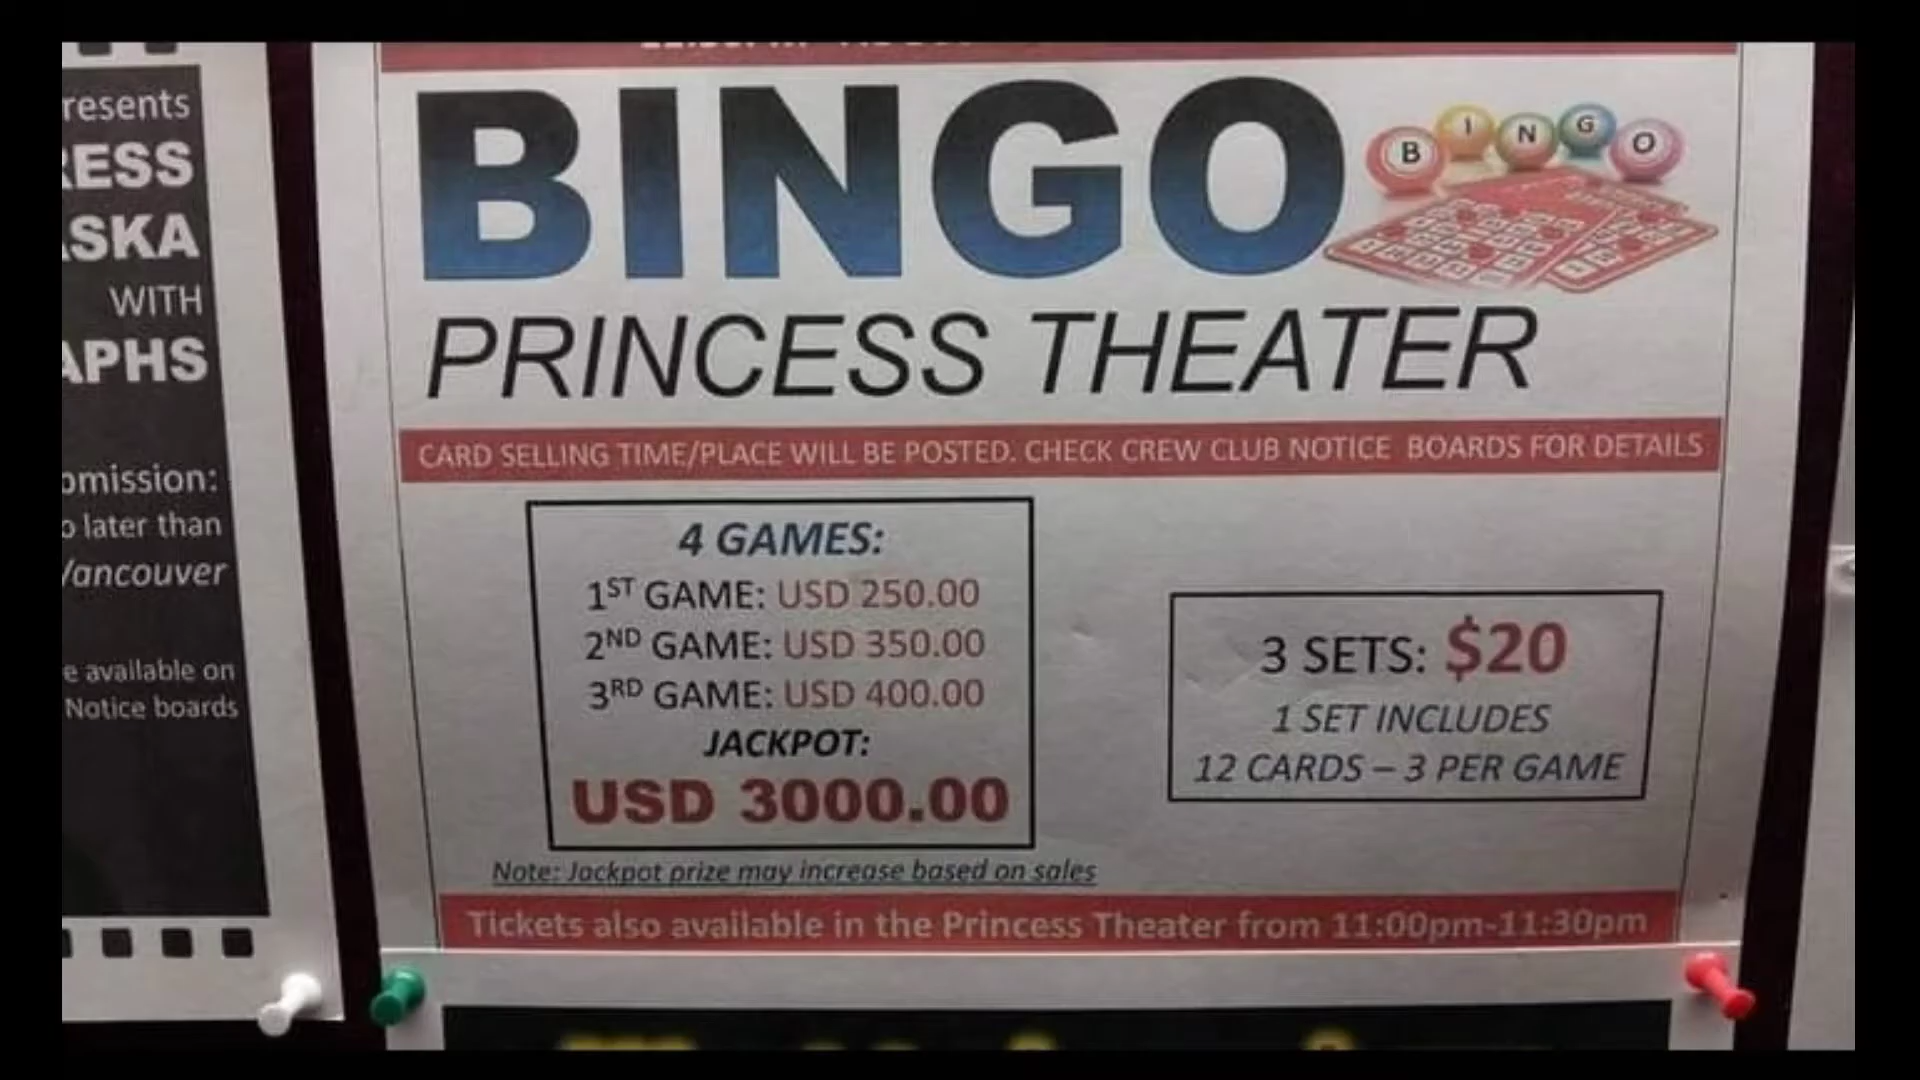 resents
RESS
ASKA
WITH
APHS
omission:
o later than
Vancouver
e available on
Notice boards
BINGO
B I N G O
PRINCESS THEATER
CARD SELLING TIME/PLACE WILL BE POSTED. CHECK CREW CLUB NOTICE BOARDS FOR DETAILS
4 GAMES:
1ST GAME: USD 250.00
2ND GAME: USD 350.00
3RD GAME: USD 400.00
JACKPOT:
USD 3000.00
Note: Jackpot prize may increase based on sales
3 SETS: $20
1 SET INCLUDES
12 CARDS – 3 PER GAME
Tickets also available in the Princess Theater from 11:00pm-11:30pm